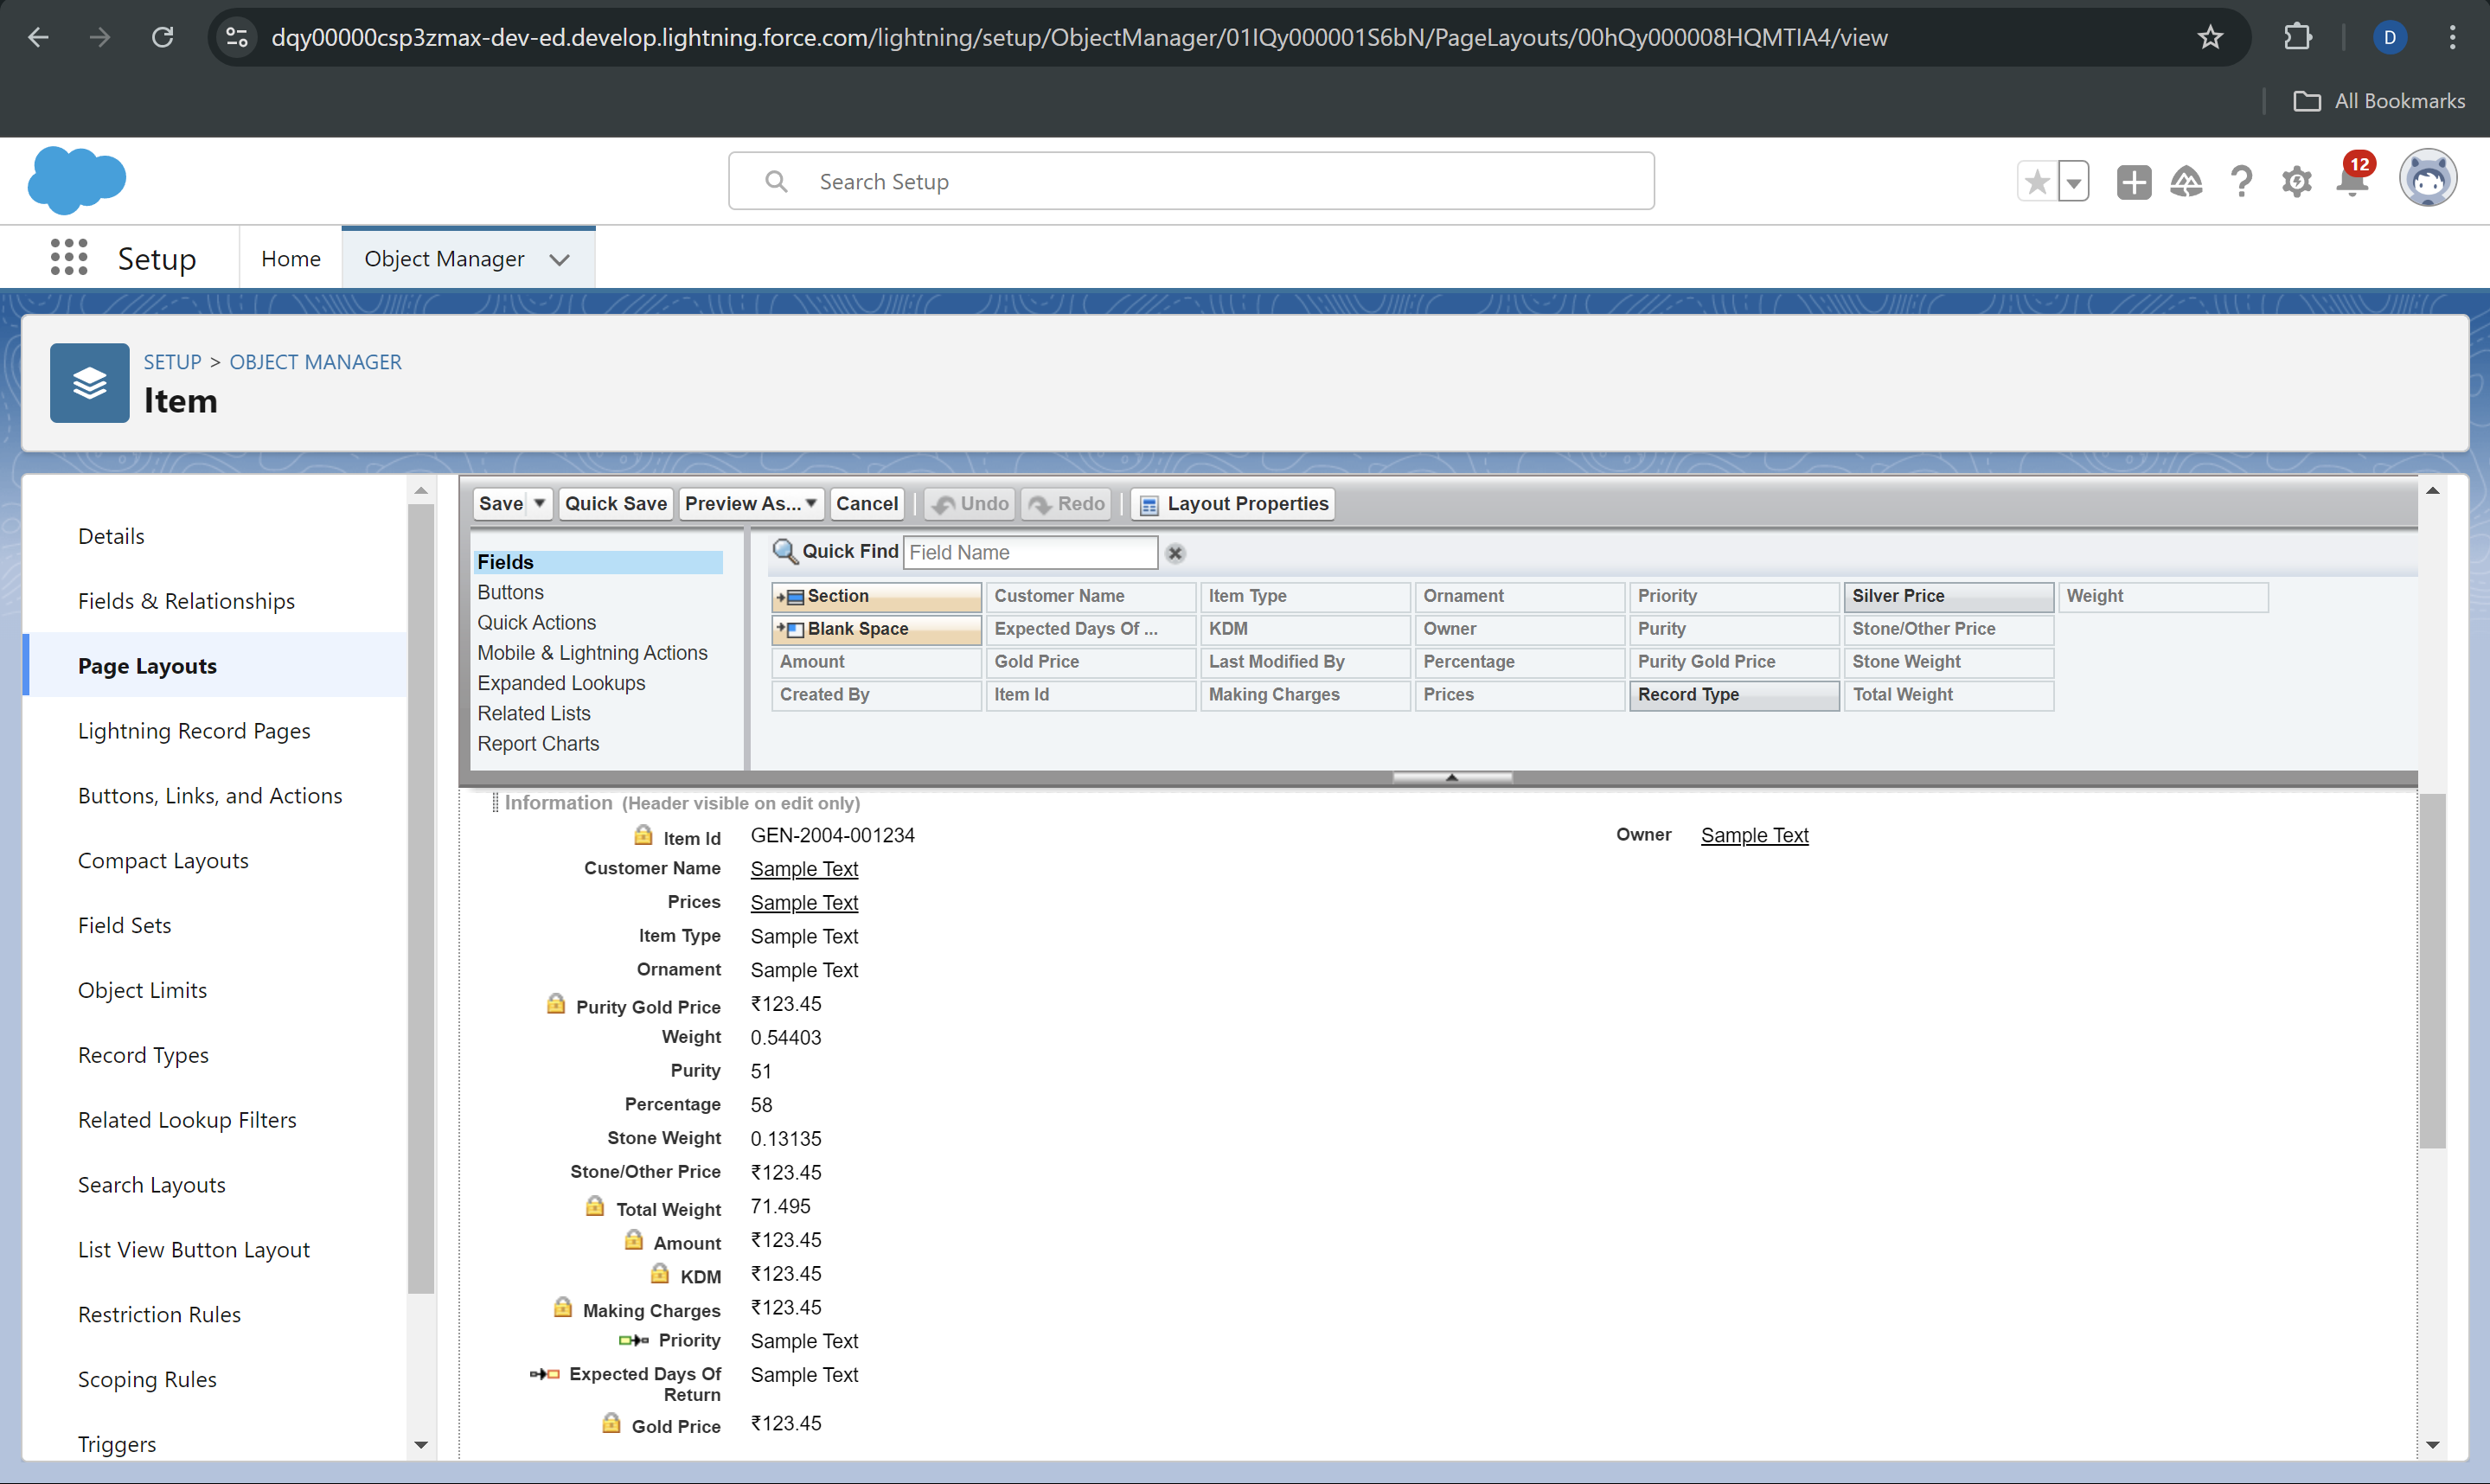 dqy00000csp3zmax-dev-ed.develop.lightning.force.com/lightning/setup/ObjectManager/01IQy000001S6bN/PageLayouts/00hQy000008HQMTIA4/view
D
All Bookmarks
Search Setup
12
Setup
Home
Object Manager
SETUP > OBJECT MANAGER
Item
Details
Fields & Relationships
Page Layouts
Lightning Record Pages
Buttons, Links, and Actions
Compact Layouts
Field Sets
Object Limits
Record Types
Related Lookup Filters
Search Layouts
List View Button Layout
Restriction Rules
Scoping Rules
Triggers
Save Quick Save Preview As... Cancel Undo Redo Layout Properties
Fields
Buttons
Quick Actions
Mobile & Lightning Actions
Expanded Lookups
Related Lists
Report Charts
Quick Find Field Name
Section Customer Name Item Type Ornament Priority Silver Price Weight
Blank Space Expected Days Of ... KDM Owner Purity Stone/Other Price
Amount Gold Price Last Modified By Percentage Purity Gold Price Stone Weight
Created By Item Id Making Charges Prices Record Type Total Weight
Information (Header visible on edit only)
Item Id GEN-2004-001234 Owner Sample Text
Customer Name Sample Text
Prices Sample Text
Item Type Sample Text
Ornament Sample Text
Purity Gold Price ₹123.45
Weight 0.54403
Purity 51
Percentage 58
Stone Weight 0.13135
Stone/Other Price ₹123.45
Total Weight 71.495
Amount ₹123.45
KDM ₹123.45
Making Charges ₹123.45
Priority Sample Text
Expected Days Of Return Sample Text
Gold Price ₹123.45